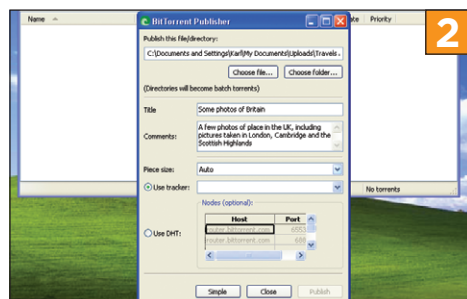 Name
Priority
2
BitTorrent Publisher
Publish this file/directory:
C:\Documents and Settings\Karl\My Documents\Uploads\Travels
Choose file... Choose folder...
(Directories will become batch torrents)
Title Some photos of Britain
Comments: A few photos of place in the UK, including
pictures taken in London, Cambridge and the
Scottish Highlands
Piece size: Auto
Use tracker:
No torrents
Nodes (optional):
Host Port
router.bittorrent.com
Use DHT:
router.bittorrent.com
Simple Close Publish